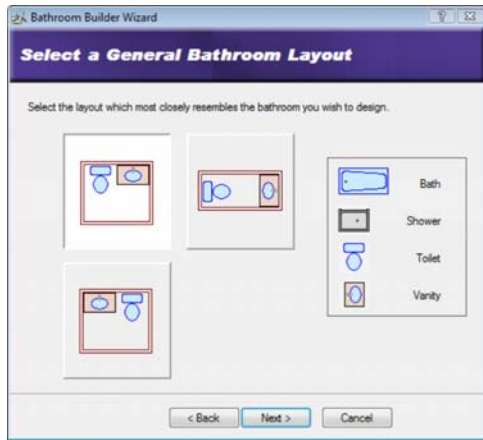 Bathroom Builder Wizard
Select a General Bathroom Layout
Select the layout which most closely resembles the bathroom you wish to design.
Bath
Shower
Toilet
Vanity
< Back
Next >
Cancel